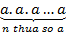 a. a. a … a
n thua so a